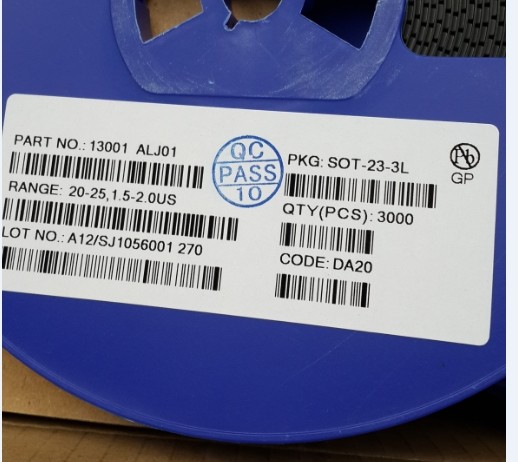 PART NO.: 13001 ALJ01
RANGE: 20-25,1.5-2.0US
LOT NO.: A12/SJ1056001 270
QC
PASS
10
PKG: SOT-23-3L
QTY(PCS): 3000
CODE: DA20
Pb
GP